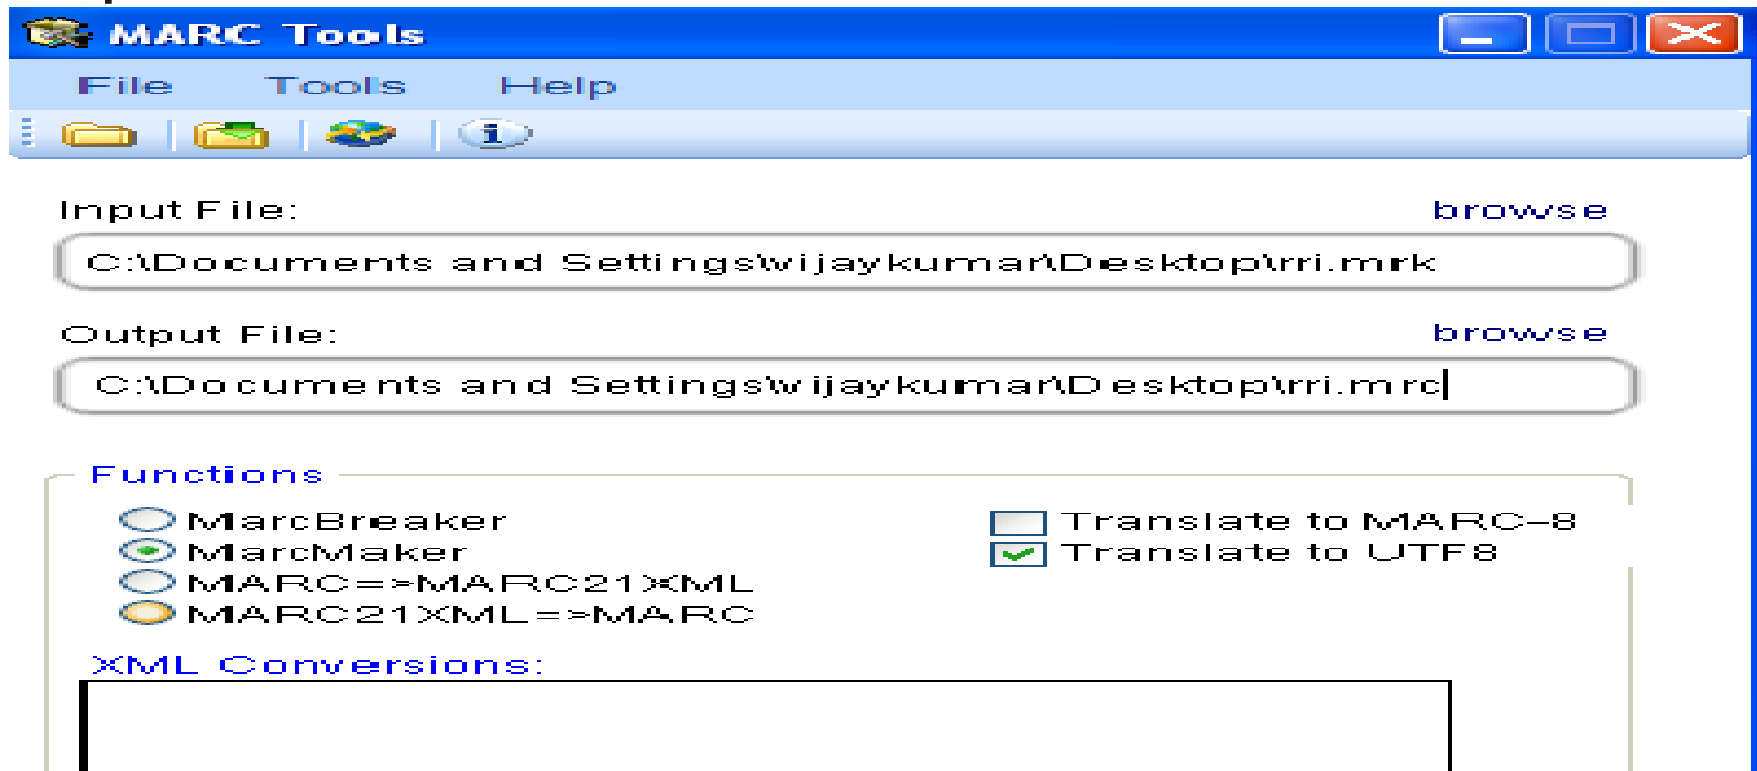 MARC Tools
File Tools Help
Input File: browse
C:\Documents and Settings\wijaykumar\Desktop\rri.mrk
Output File: browse
C:\Documents and Settings\wijaykumar\Desktop\rri.mrc
Functions
MarcBreaker Translate to MARC-8
MarcMaker Translate to UTF8
MARC=>MARC21XML
MARC21XML=>MARC
XML Conversions: